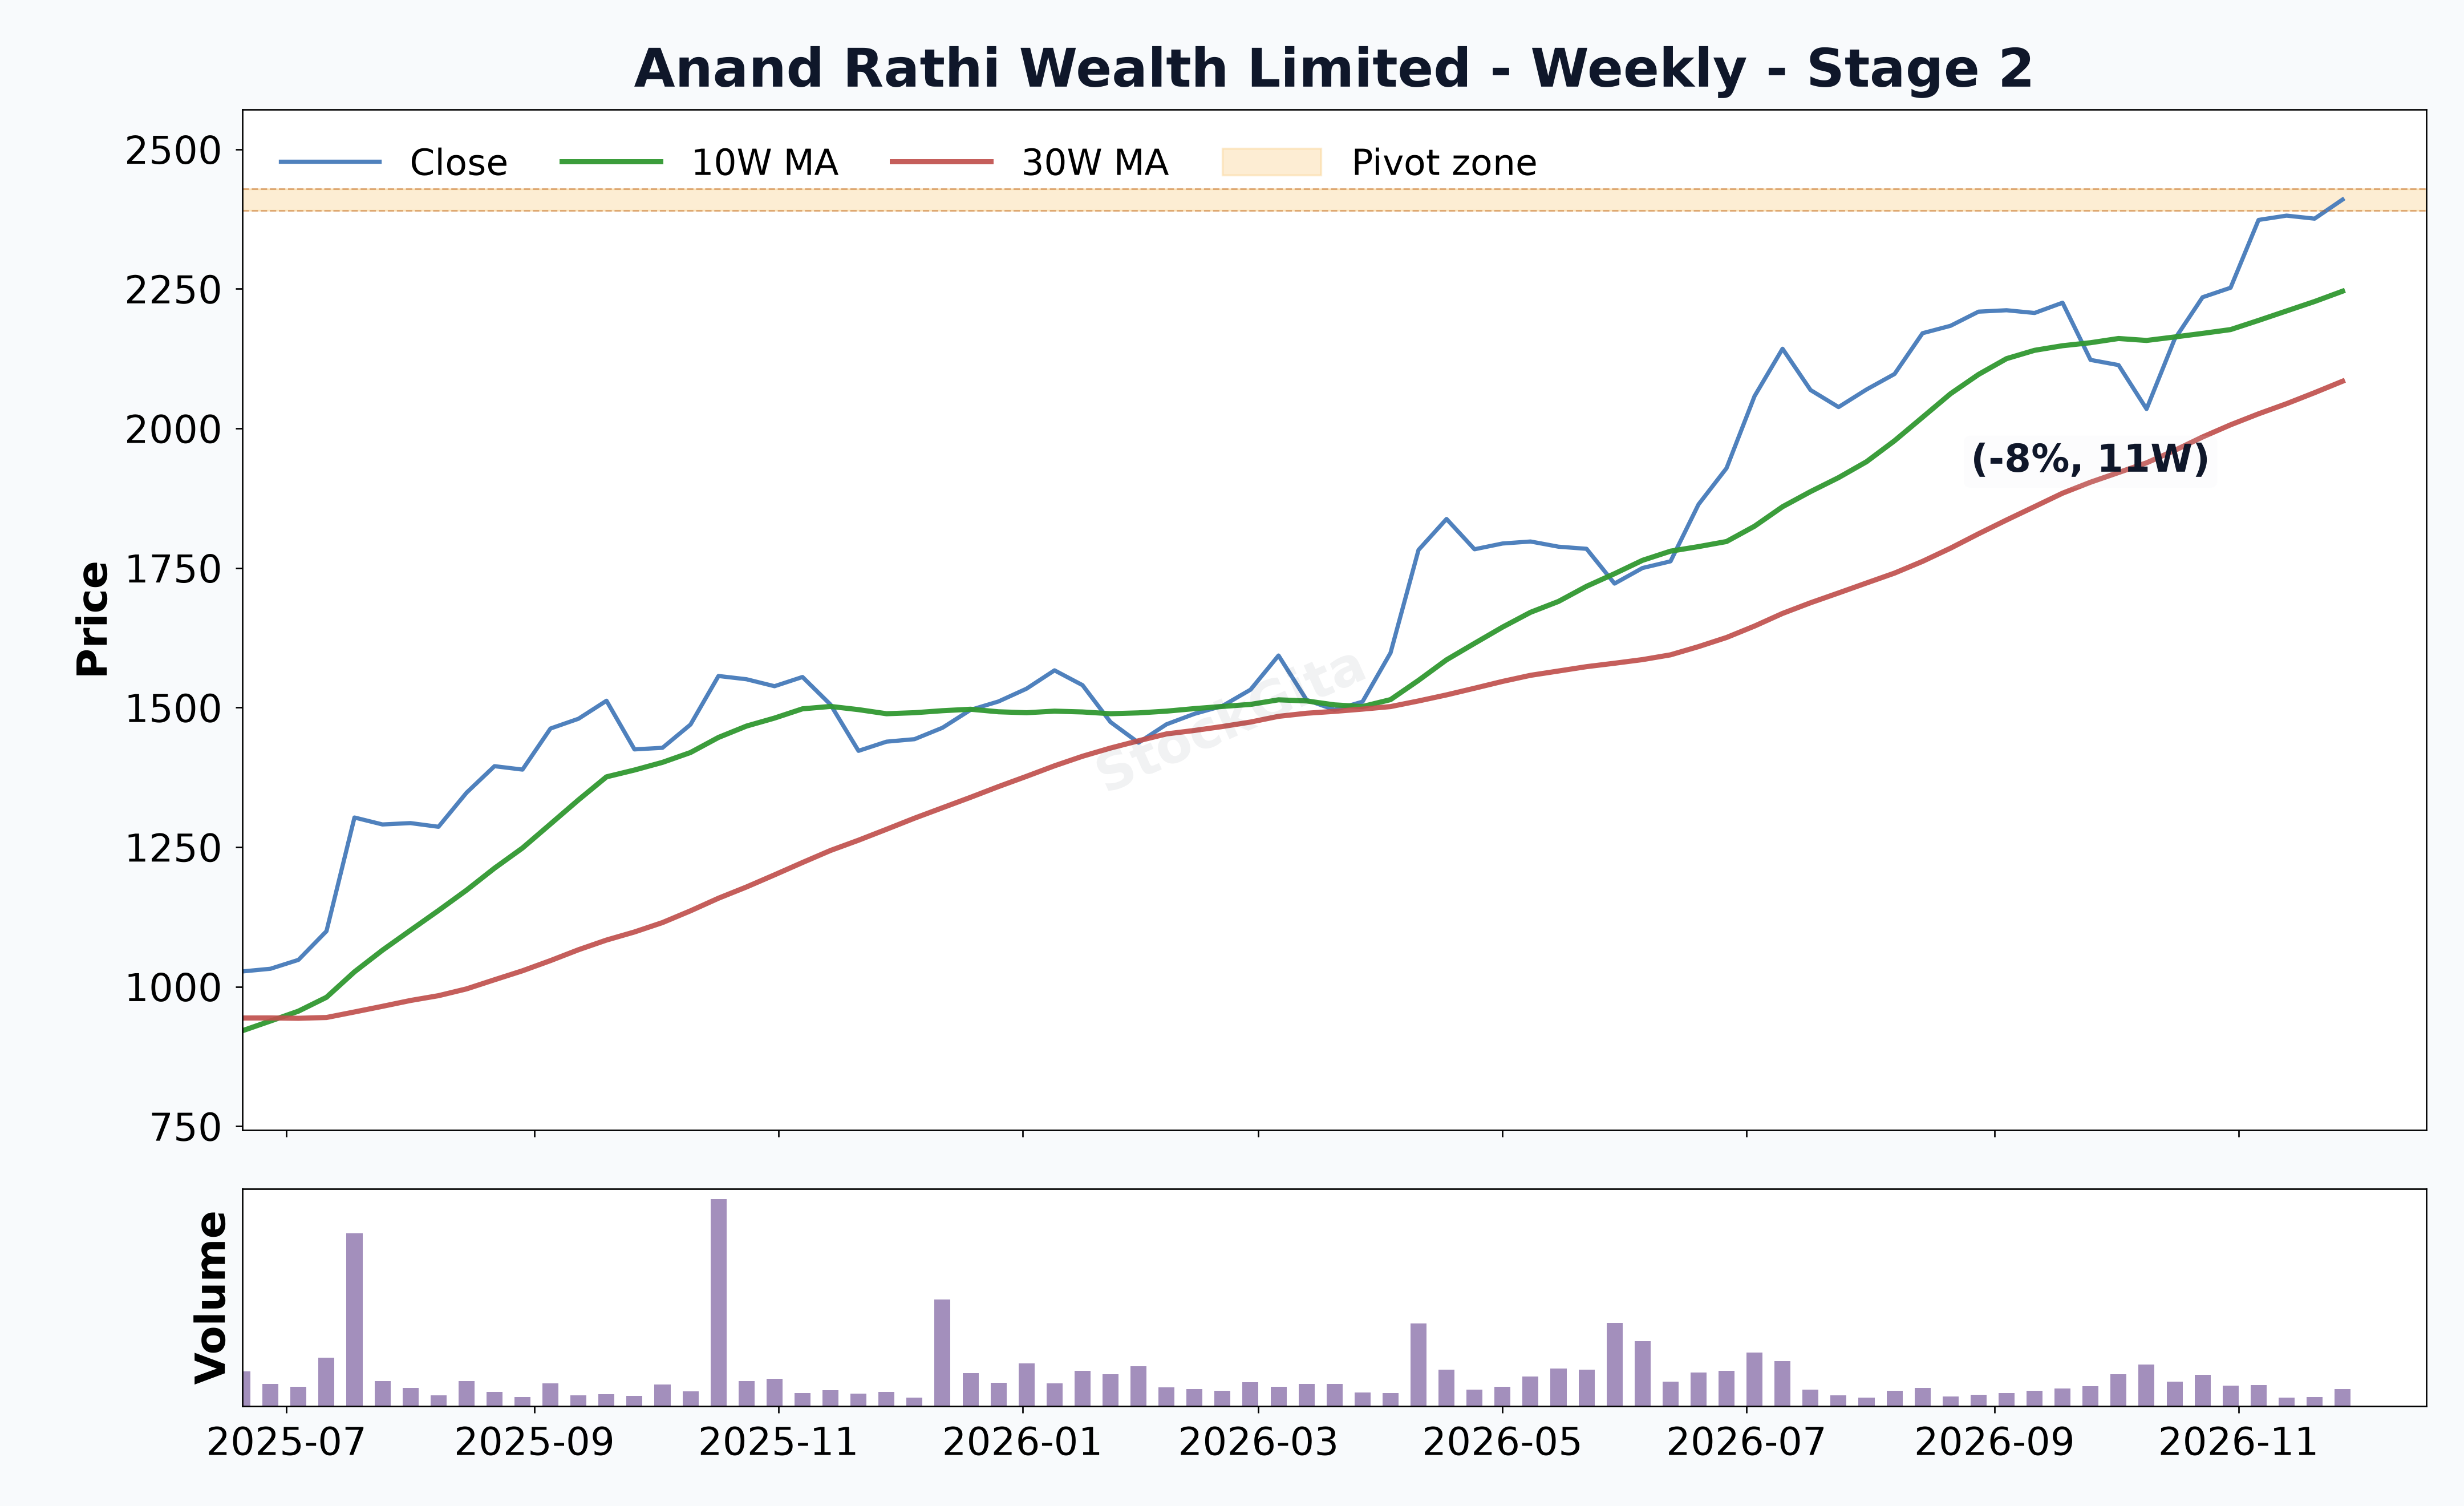 Anand Rathi Wealth Limited - Weekly - Stage 2
Close 10W MA 30W MA Pivot zone
2500
2250
2000
1750
1500
1250
1000
750
Price
(-8%, 11W)
StockGita
Volume
2025-07 2025-09 2025-11 2026-01 2026-03 2026-05 2026-07 2026-09 2026-11